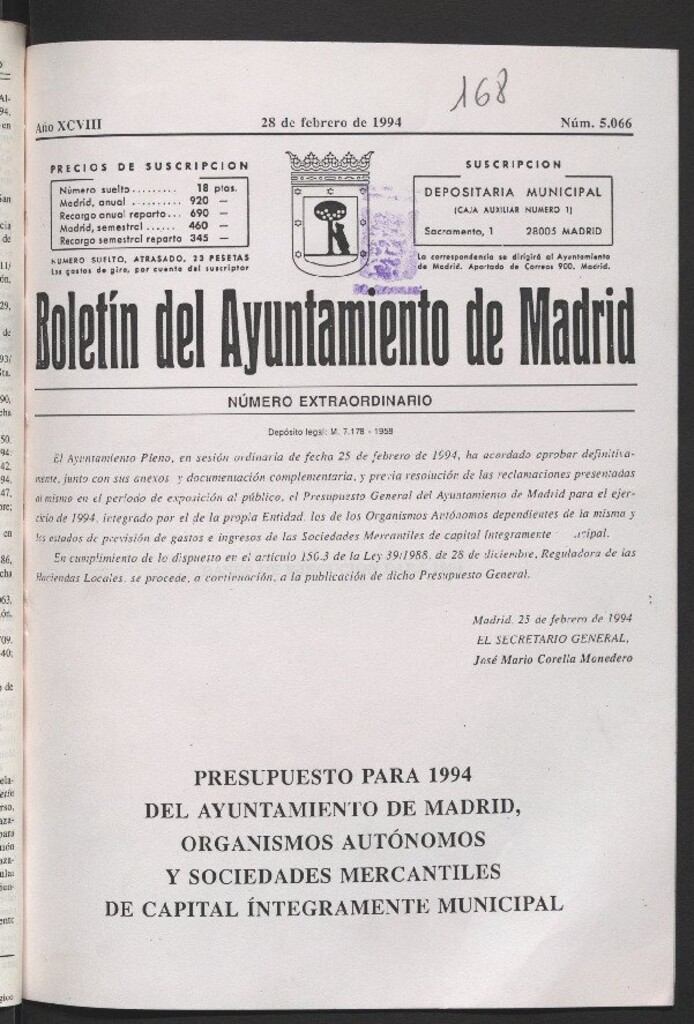 168
Año XCVIII
28 de febrero de 1994
Núm. 5.066
PRECIOS DE SUSCRIPCION
Número suelto......... 18 ptas.
Madrid, anual ......... 920 —
Recargo anual reparto... 690 —
Madrid, semestral ...... 460 —
Recargo semestral reparto 345 —
NUMERO SUELTO, ATRASADO, 23 PESETAS
Los gastos de giro, por cuenta del suscriptor
SUSCRIPCION
DEPOSITARIA MUNICIPAL
(CAJA AUXILIAR NUMERO 1)
Sacramento, 1 28005 MADRID
La correspondencia se dirigirá al Ayuntamiento
de Madrid. Apartado de Correos 900. Madrid.
Boletín del Ayuntamiento de Madrid
NÚMERO EXTRAORDINARIO
Depósito legal: M. 7.178 - 1958
El Ayuntamiento Pleno, en sesión ordinaria de fecha 25 de febrero de 1994, ha acordado aprobar definitiva-
mente, junto con sus anexos y documentación complementaria, y previa resolución de las reclamaciones presentadas
al mismo en el período de exposición al público, el Presupuesto General del Ayuntamiento de Madrid para el ejer-
cicio de 1994, integrado por el de la propia Entidad, los de los Organismos Autónomos dependientes de la misma y
los estados de previsión de gastos e ingresos de las Sociedades Mercantiles de capital íntegramente
En cumplimiento de lo dispuesto en el artículo 150.3 de la Ley 39/1988, de 28 de diciembre, Reguladora de las
Haciendas Locales, se procede, a continuación, a la publicación de dicho Presupuesto General.
Madrid, 25 de febrero de 1994
EL SECRETARIO GENERAL,
José Mario Corella Monedero
PRESUPUESTO PARA 1994
DEL AYUNTAMIENTO DE MADRID,
ORGANISMOS AUTÓNOMOS
Y SOCIEDADES MERCANTILES
DE CAPITAL ÍNTEGRAMENTE MUNICIPAL